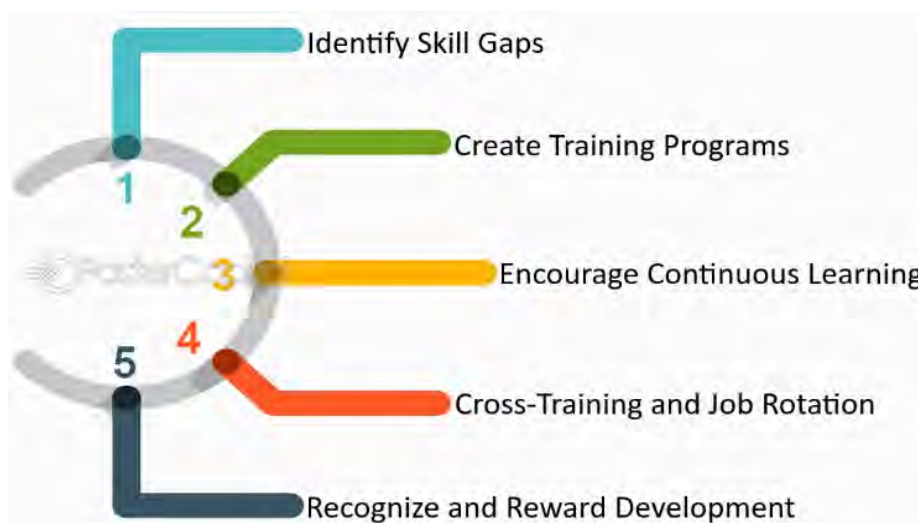 Identify Skill Gaps
1
Create Training Programs
2
3
Encourage Continuous Learning
4
Cross-Training and Job Rotation
5
Recognize and Reward Development